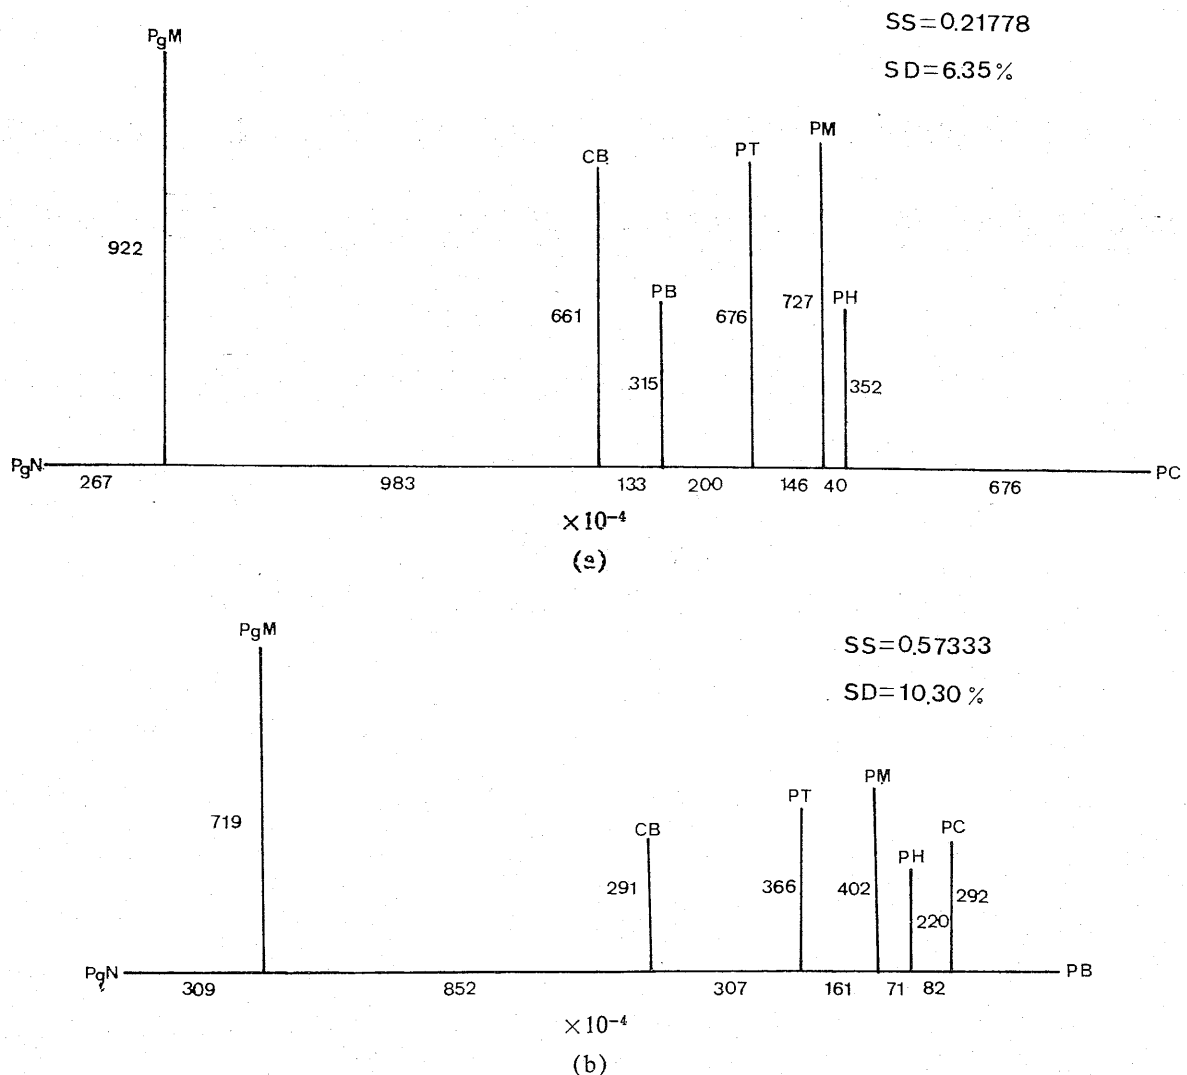 SS=0.21778
SD=6.35%
PgM
PM
PT
CB
922
PB
PH
661
676
727
315
352
PgN
PC
267
983
133
200
146
40
676
×10⁻⁴
(a)
PgM
SS=0.57333
SD=10.30%
PM
PT
CB
PC
719
PH
291
366
402
292
220
PgN
PB
309
852
307
161
71
82
×10⁻⁴
(b)